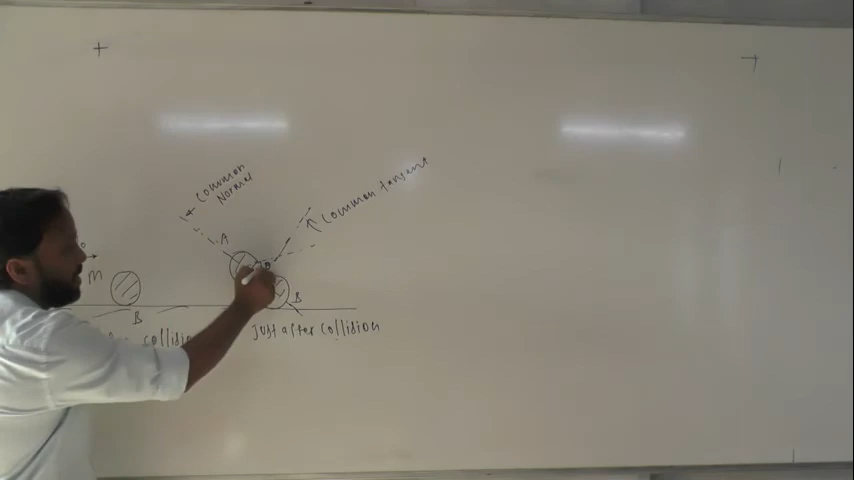 Common
Normal
Common tangent
A
m
B
B
collision
Just after collision